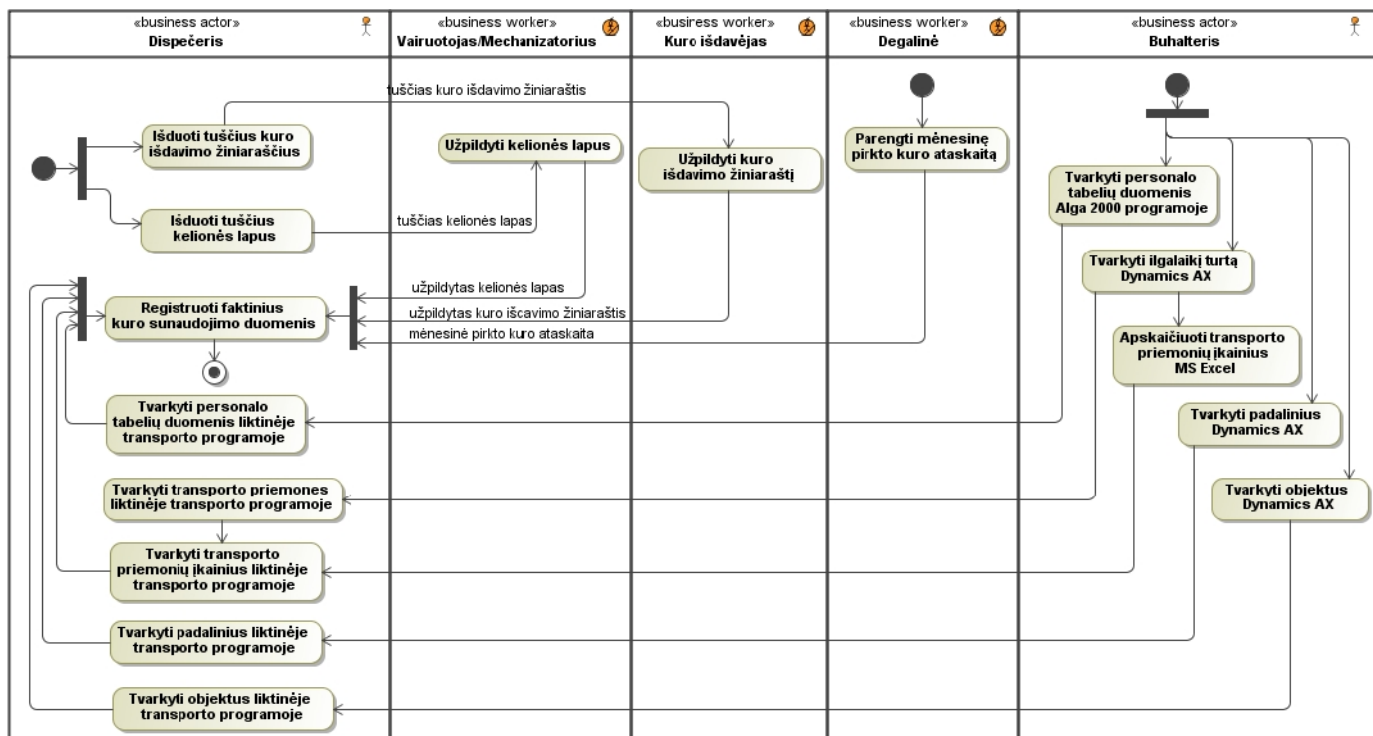 «business actor»
Dispečeris
«business worker»
Vairuotojas/Mechanizatorius
«business worker»
Kuro išdavėjas
«business worker»
Degalinė
«business actor»
Buhalteris
tuščias kuro išdavimo žiniaraštis
Išduoti tuščius kuro
išdavimo žiniaraščius
Užpildyti kelionės lapus
Užpildyti kuro
išdavimo žiniaraštį
Parengti mėnesinę
pirkto kuro ataskaitą
Tvarkyti personalo
tabelių duomenis
Alga 2000 programoje
Išduoti tuščius
kelionės lapus
tuščias kelionės lapas
Tvarkyti ilgalaikį turtą
Dynamics AX
užpildytas kelionės lapas
Registruoti faktinius
kuro sunaudojimo duomenis
užpildytas kuro išcavimo žiniaraštis
mėnesinė pirkto kuro ataskaita
Apskaičiuoti transporto
priemonių įkainius
MS Excel
Tvarkyti personalo
tabelių duomenis liktinėje
transporto programoje
Tvarkyti padalinius
Dynamics AX
Tvarkyti transporto priemones
liktinėje transporto programoje
Tvarkyti objektus
Dynamics AX
Tvarkyti transporto
priemonių įkainius liktinėje
transporto programoje
Tvarkyti padalinius liktinėje
transporto programoje
Tvarkyti objektus liktinėje
transporto programoje